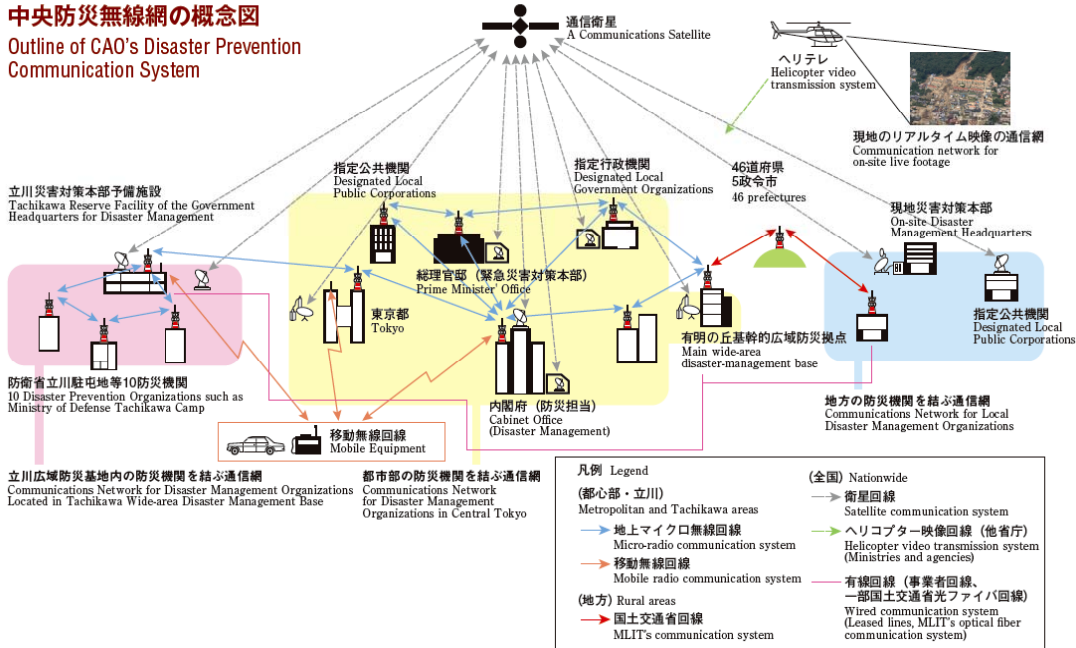 中央防災無線網の概念図
Outline of CAO's Disaster Prevention
Communication System
通信衛星
A Communications Satellite
ヘリテレ
Helicopter video
transmission system
現地のリアルタイム映像の通信網
Communication network for
on-site live footage
立川災害対策本部予備施設
Tachikawa Reserve Facility of the Government
Headquarters for Disaster Management
指定公共機関
Designated Local
Public Corporations
指定行政機関
Designated Local
Government Organizations
46道府県
5政令市
46 prefectures
現地災害対策本部
On-site Disaster
Management Headquarters
総理官邸（緊急災害対策本部）
Prime Minister' Office
東京都
Tokyo
有明の丘基幹的広域防災拠点
Main wide-area
disaster-management base
指定公共機関
Designated Local
Public Corporations
防衛省立川駐屯地等10防災機関
10 Disaster Prevention Organizations such as
Ministry of Defense Tachikawa Camp
内閣府（防災担当）
Cabinet Office
(Disaster Management)
移動無線回線
Mobile Equipment
地方の防災機関を結ぶ通信網
Communications Network for Local
Disaster Management Organizations
立川広域防災基地内の防災機関を結ぶ通信網
Communications Network for Disaster Management Organizations
Located in Tachikawa Wide-area Disaster Management Base
都市部の防災機関を結ぶ通信網
Communications Network
for Disaster Management
Organizations in Central Tokyo
凡例 Legend
(都心部・立川)
Metropolitan and Tachikawa areas
地上マイクロ無線回線
Micro-radio communication system
移動無線回線
Mobile radio communication system
(地方) Rural areas
国土交通省回線
MLIT's communication system
(全国) Nationwide
衛星回線
Satellite communication system
ヘリコプター映像回線（他省庁）
Helicopter video transmission system
(Ministries and agencies)
有線回線（事業者回線、
一部国土交通省光ファイバ回線）
Wired communication system
(Leased lines, MLIT's optical fiber
communication system)